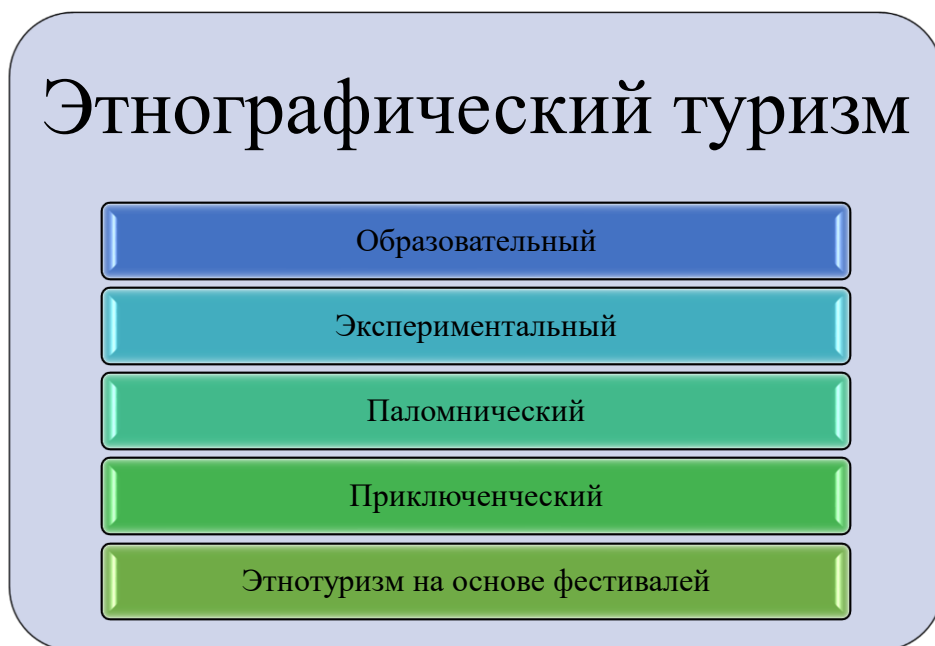 Этнографический туризм
Образовательный
Экспериментальный
Паломнический
Приключенческий
Этнотуризм на основе фестивалей